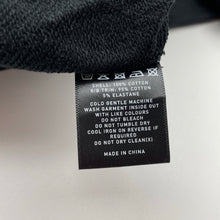 SHELL: 100% COTTON
RIB TRIM: 95% COTTON
5% ELASTANE
COLD GENTLE MACHINE
WASH GARMENT INSIDE OUT
WITH LIKE COLOURS
DO NOT BLEACH
DO NOT TUMBLE DRY
COOL IRON ON REVERSE IF
REQUIRED
DO NOT DRY CLEAN(S)
MADE IN CHINA